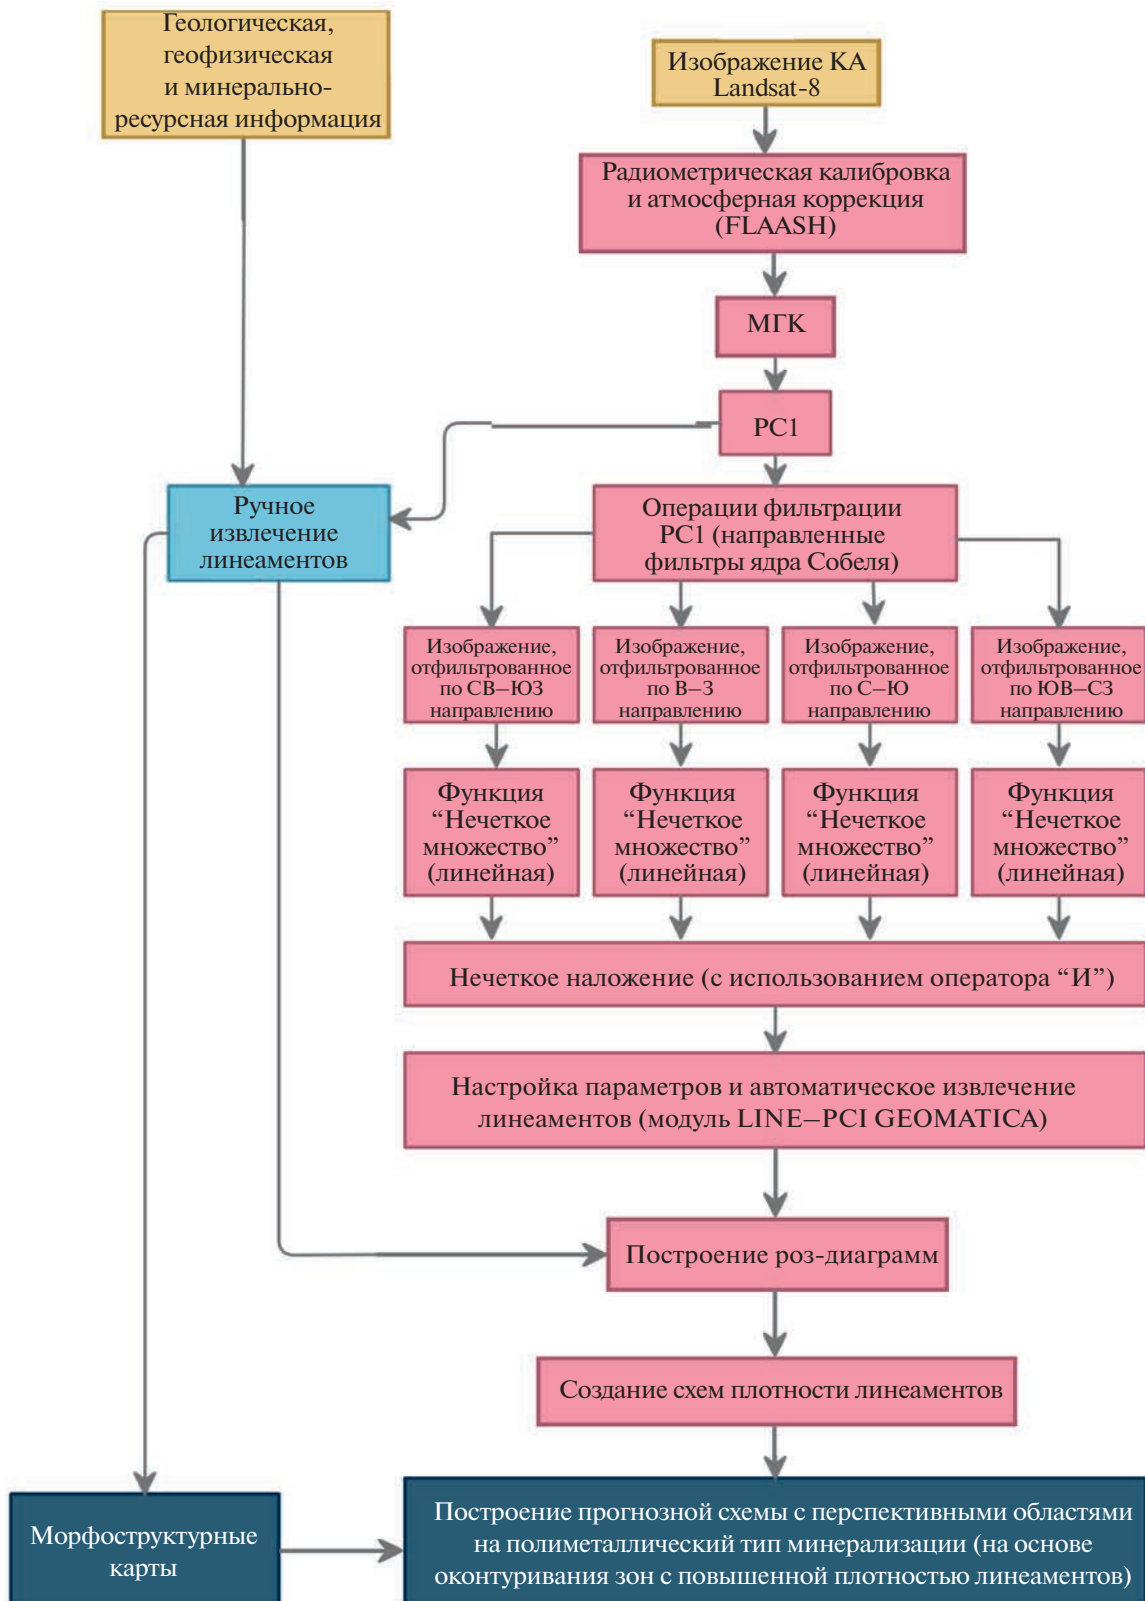 Геологическая,
геофизическая
и минерально-
ресурсная информация
Изображение КА
Landsat-8
Радиометрическая калибровка
и атмосферная коррекция
(FLAASH)
МГК
PC1
Ручное
извлечение
линеаментов
Операции фильтрации
PC1 (направленные
фильтры ядра Собеля)
Изображение,
отфильтрованное
по СВ–ЮЗ
направлению
Изображение,
отфильтрованное
по В–З
направлению
Изображение,
отфильтрованное
по С–Ю
направлению
Изображение,
отфильтрованное
по ЮВ–СЗ
направлению
Функция
“Нечеткое
множество”
(линейная)
Функция
“Нечеткое
множество”
(линейная)
Функция
“Нечеткое
множество”
(линейная)
Функция
“Нечеткое
множество”
(линейная)
Нечеткое наложение (с использованием оператора “И”)
Настройка параметров и автоматическое извлечение
линеаментов (модуль LINE–PCI GEOMATICA)
Построение роз-диаграмм
Создание схем плотности линеаментов
Морфоструктурные
карты
Построение прогнозной схемы с перспективными областями
на полиметаллический тип минерализации (на основе
оконтуривания зон с повышенной плотностью линеаментов)